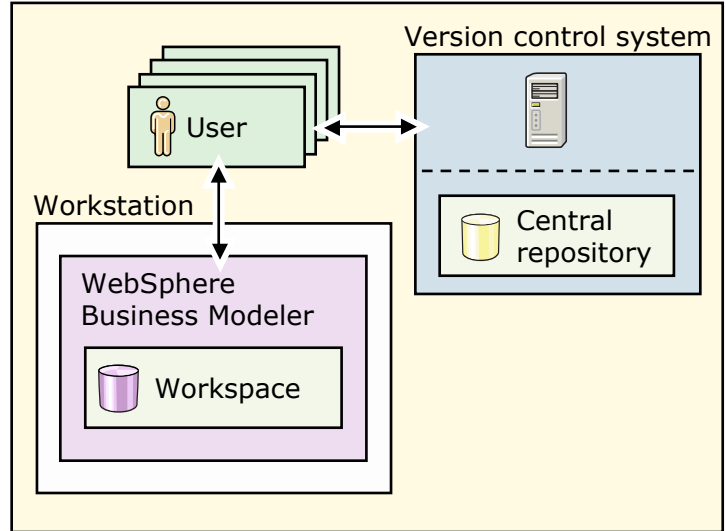 Version control system
User
Workstation
Central
repository
WebSphere
Business Modeler
Workspace